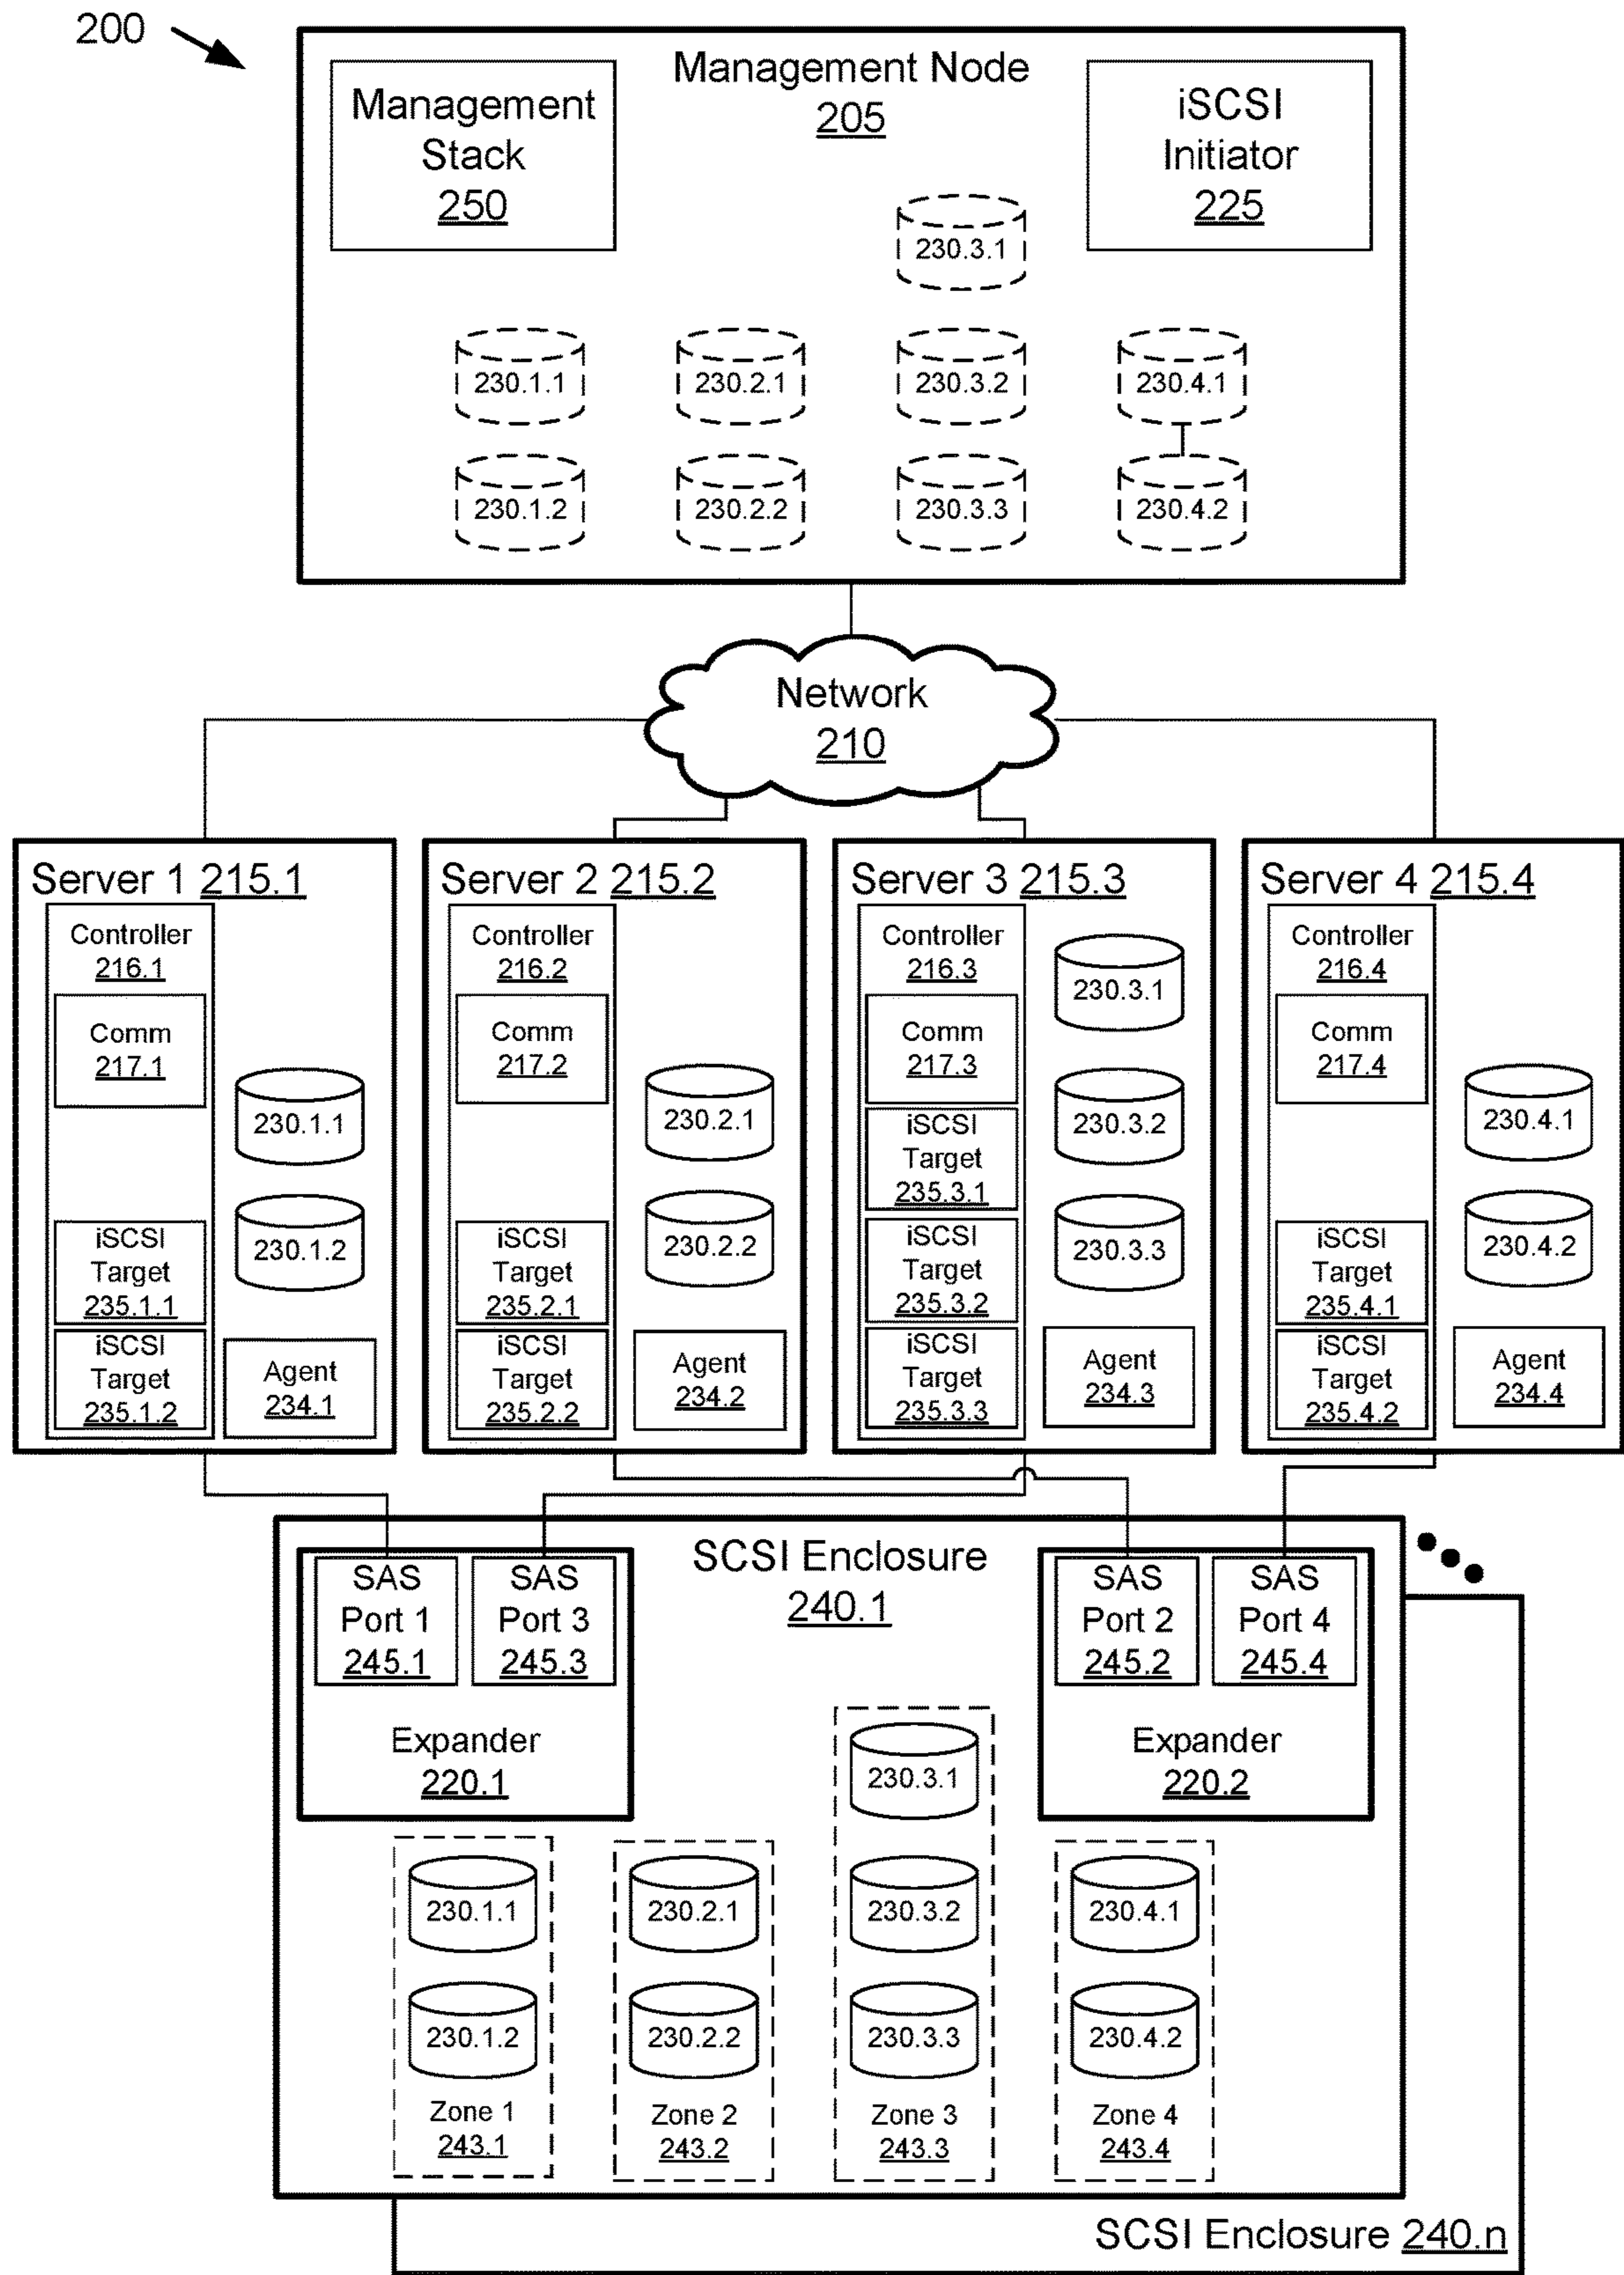 200
Management Node
205
Management
Stack
250
iSCSI
Initiator
225
230.3.1
230.1.1
230.2.1
230.3.2
230.4.1
230.1.2
230.2.2
230.3.3
230.4.2
Network
210
Server 1 215.1
Controller
216.1
Comm
217.1
230.1.1
230.1.2
iSCSI
Target
235.1.1
iSCSI
Target
235.1.2
Agent
234.1
Server 2 215.2
Controller
216.2
Comm
217.2
230.2.1
230.2.2
iSCSI
Target
235.2.1
iSCSI
Target
235.2.2
Agent
234.2
Server 3 215.3
Controller
216.3
230.3.1
Comm
217.3
iSCSI
Target
235.3.1
230.3.2
iSCSI
Target
235.3.2
230.3.3
iSCSI
Target
235.3.3
Agent
234.3
Server 4 215.4
Controller
216.4
Comm
217.4
230.4.1
230.4.2
iSCSI
Target
235.4.1
iSCSI
Target
235.4.2
Agent
234.4
SCSI Enclosure
240.1
SAS
Port 1
245.1
SAS
Port 3
245.3
Expander
220.1
SAS
Port 2
245.2
SAS
Port 4
245.4
Expander
220.2
230.1.1
230.1.2
Zone 1
243.1
230.2.1
230.2.2
Zone 2
243.2
230.3.1
230.3.2
230.3.3
Zone 3
243.3
230.4.1
230.4.2
Zone 4
243.4
SCSI Enclosure 240.n